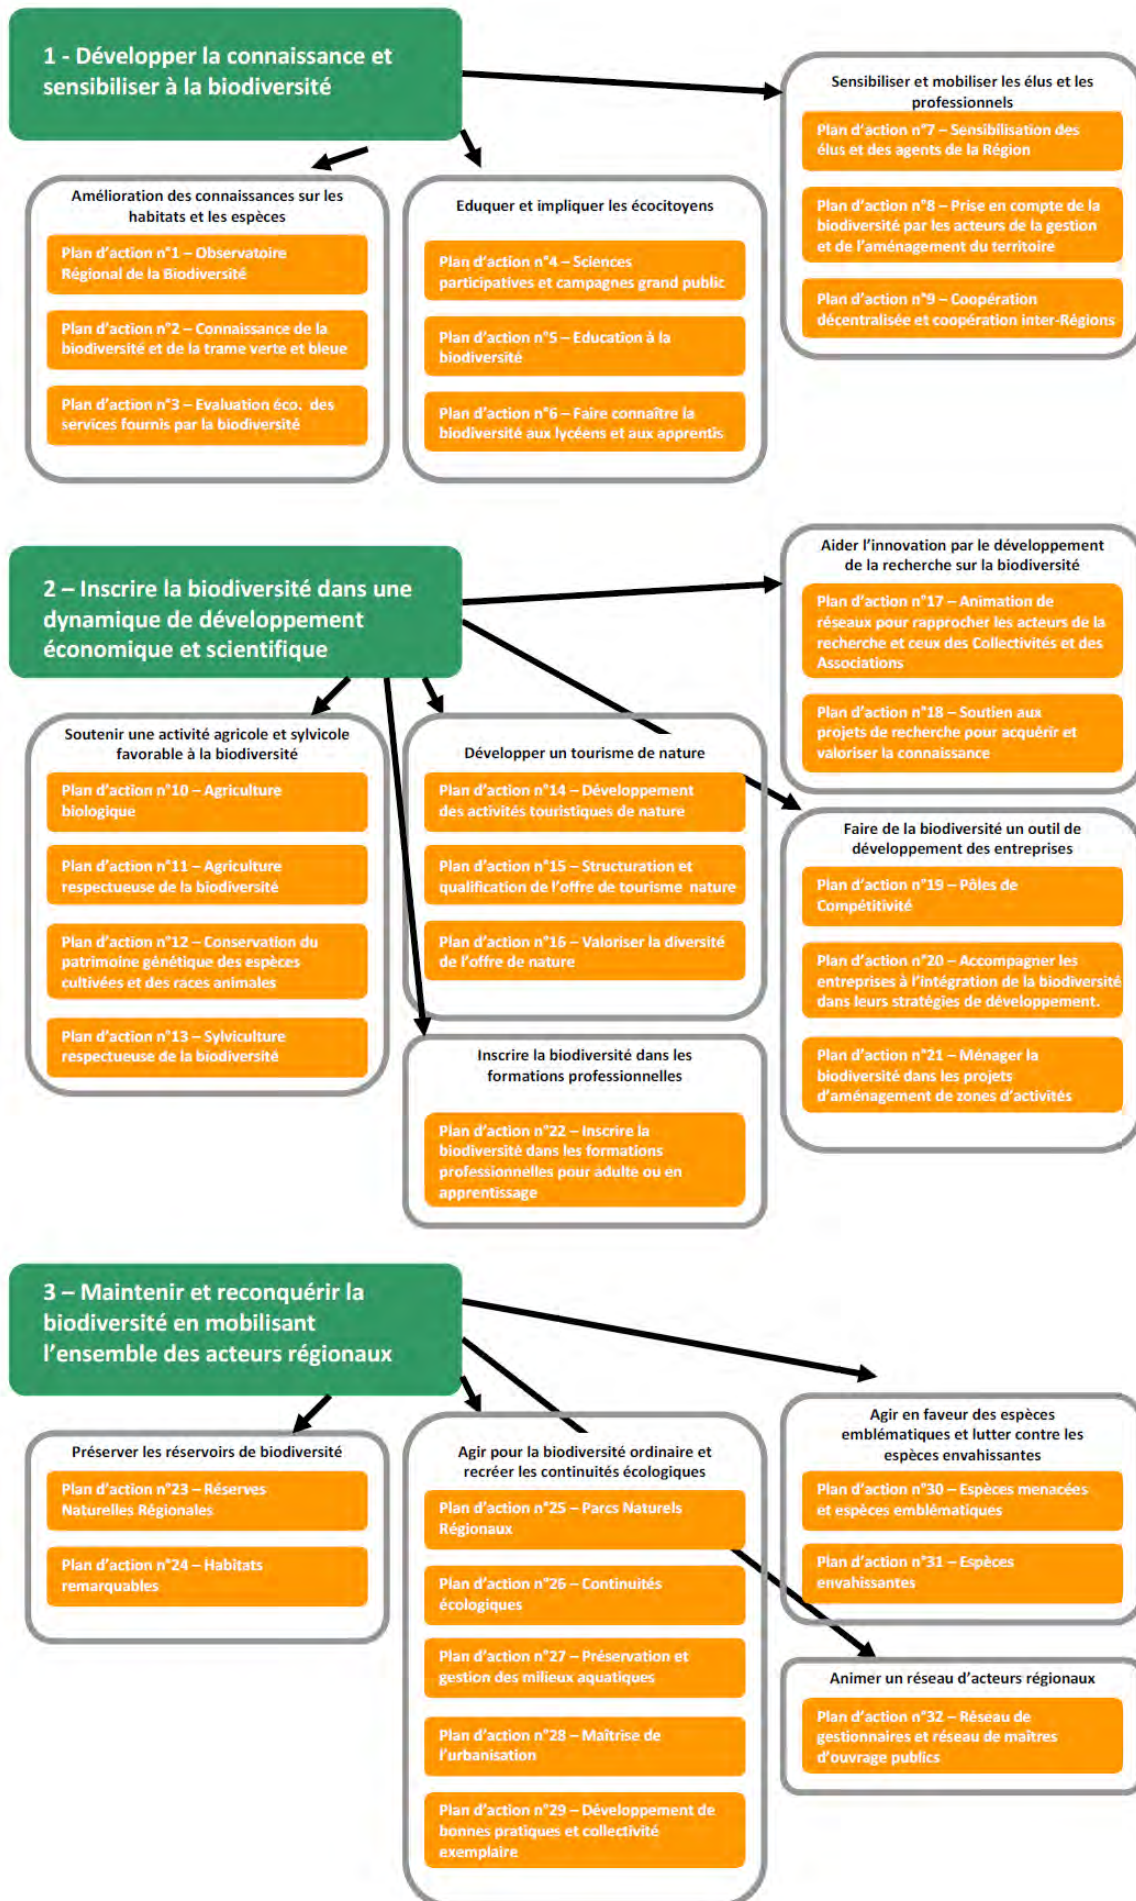 1 - Développer la connaissance et
sensibiliser à la biodiversité
Amélioration des connaissances sur les
habitats et les espèces
Plan d'action n°1 – Observatoire
Régional de la Biodiversité
Plan d'action n°2 – Connaissance de la
biodiversité et de la trame verte et bleue
Plan d'action n°3 – Evaluation éco. des
services fournis par la biodiversité
Eduquer et impliquer les écocitoyens
Plan d'action n°4 – Sciences
participatives et campagnes grand public
Plan d'action n°5 – Education à la
biodiversité
Plan d'action n°6 – Faire connaître la
biodiversité aux lycéens et aux apprentis
Sensibiliser et mobiliser les élus et les
professionnels
Plan d'action n°7 – Sensibilisation des
élus et des agents de la Région
Plan d'action n°8 – Prise en compte de la
biodiversité par les acteurs de la gestion
et de l'aménagement du territoire
Plan d'action n°9 – Coopération
décentralisée et coopération inter-Régions
2 – Inscrire la biodiversité dans une
dynamique de développement
économique et scientifique
Soutenir une activité agricole et sylvicole
favorable à la biodiversité
Plan d'action n°10 – Agriculture
biologique
Plan d'action n°11 – Agriculture
respectueuse de la biodiversité
Plan d'action n°12 – Conservation du
patrimoine génétique des espèces
cultivées et des races animales
Plan d'action n°13 – Sylviculture
respectueuse de la biodiversité
Développer un tourisme de nature
Plan d'action n°14 – Développement
des activités touristiques de nature
Plan d'action n°15 – Structuration et
qualification de l'offre de tourisme nature
Plan d'action n°16 – Valoriser la diversité
de l'offre de nature
Inscrire la biodiversité dans les
formations professionnelles
Plan d'action n°22 – Inscrire la
biodiversité dans les formations
professionnelles pour adulte ou en
apprentissage
Aider l'innovation par le développement
de la recherche sur la biodiversité
Plan d'action n°17 – Animation de
réseaux pour rapprocher les acteurs de la
recherche et ceux des Collectivités et des
Associations
Plan d'action n°18 – Soutien aux
projets de recherche pour acquérir et
valoriser la connaissance
Faire de la biodiversité un outil de
développement des entreprises
Plan d'action n°19 – Pôles de
Compétitivité
Plan d'action n°20 – Accompagner les
entreprises à l'intégration de la biodiversité
dans leurs stratégies de développement.
Plan d'action n°21 – Ménager la
biodiversité dans les projets
d'aménagement de zones d'activités
3 – Maintenir et reconquérir la
biodiversité en mobilisant
l'ensemble des acteurs régionaux
Préserver les réservoirs de biodiversité
Plan d'action n°23 – Réserves
Naturelles Régionales
Plan d'action n°24 – Habitats
remarquables
Agir pour la biodiversité ordinaire et
recréer les continuités écologiques
Plan d'action n°25 – Parcs Naturels
Régionaux
Plan d'action n°26 – Continuités
écologiques
Plan d'action n°27 – Préservation et
gestion des milieux aquatiques
Plan d'action n°28 – Maîtrise de
l'urbanisation
Plan d'action n°29 – Développement de
bonnes pratiques et collectivité
exemplaire
Agir en faveur des espèces
emblématiques et lutter contre les
espèces envahissantes
Plan d'action n°30 – Espèces menacées
et espèces emblématiques
Plan d'action n°31 – Espèces
envahissantes
Animer un réseau d'acteurs régionaux
Plan d'action n°32 – Réseau de
gestionnaires et réseau de maîtres
d'ouvrage publics